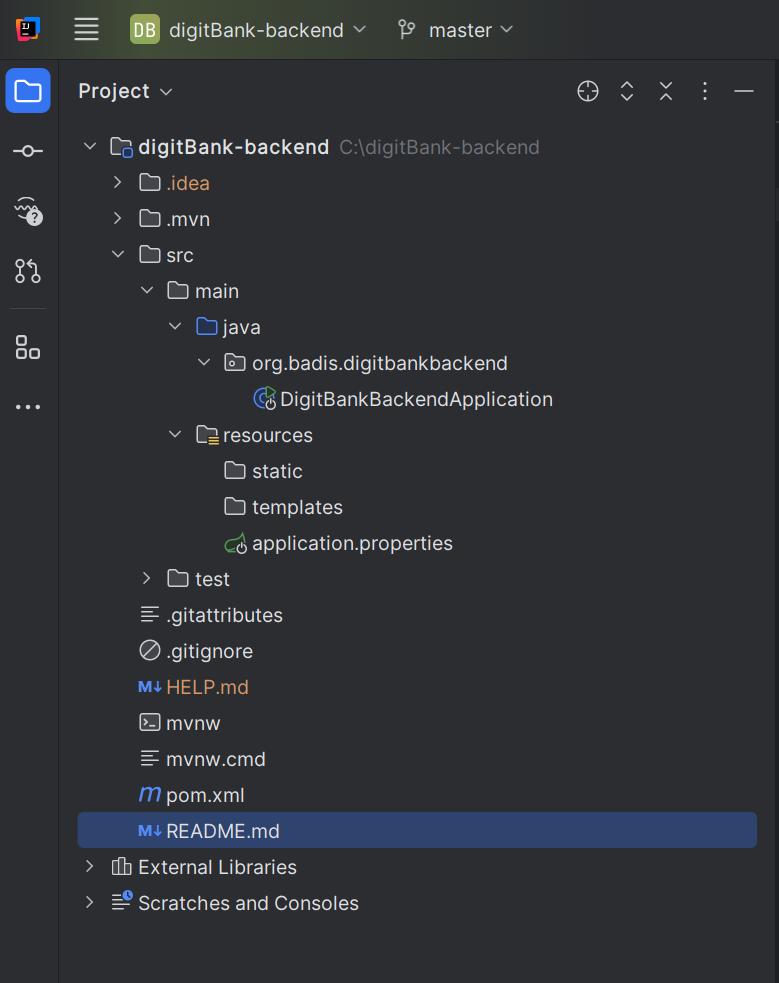 DB digitBank-backend master
Project
digitBank-backend C:\digitBank-backend
.idea
.mvn
src
main
java
org.badis.digitbankbackend
DigitBankBackendApplication
resources
static
templates
application.properties
test
.gitattributes
.gitignore
M↓ HELP.md
mvnw
mvnw.cmd
m pom.xml
M↓ README.md
External Libraries
Scratches and Consoles